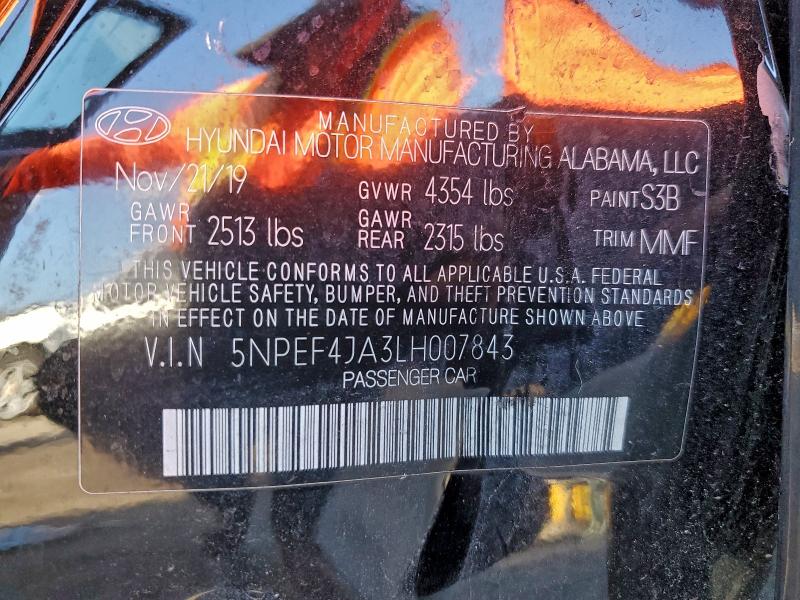 MANUFACTURED BY
HYUNDAI MOTOR MANUFACTURING ALABAMA, LLC
Nov/21/19 GVWR 4354 lbs PAINT S3B
GAWR FRONT 2513 lbs GAWR REAR 2315 lbs TRIM MMF
THIS VEHICLE CONFORMS TO ALL APPLICABLE U.S.A. FEDERAL
MOTOR VEHICLE SAFETY, BUMPER, AND THEFT PREVENTION STANDARDS
IN EFFECT ON THE DATE OF MANUFACTURE SHOWN ABOVE
V.I.N 5NPEF4JA3LH007843
PASSENGER CAR